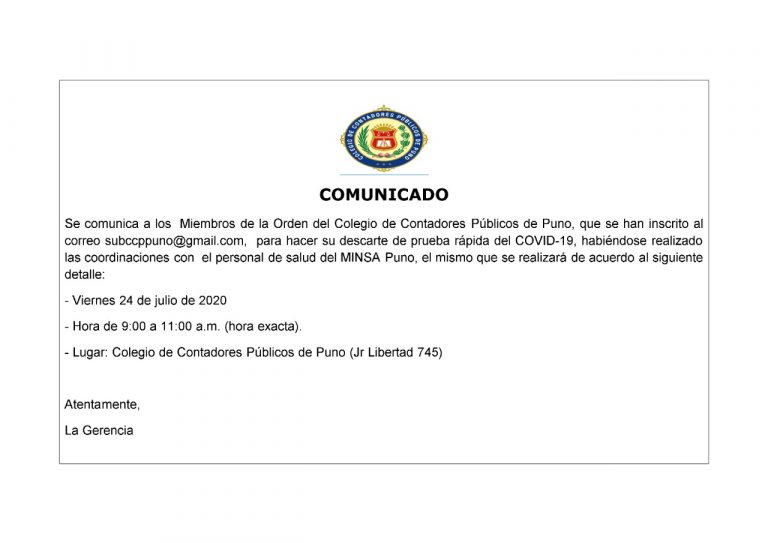 COLEGIO DE CONTADORES PÚBLICOS DE PUNO
COMUNICADO
Se comunica a los Miembros de la Orden del Colegio de Contadores Públicos de Puno, que se han inscrito al
correo subccppuno@gmail.com, para hacer su descarte de prueba rápida del COVID-19, habiéndose realizado
las coordinaciones con el personal de salud del MINSA Puno, el mismo que se realizará de acuerdo al siguiente
detalle:
- Viernes 24 de julio de 2020
- Hora de 9:00 a 11:00 a.m. (hora exacta).
- Lugar: Colegio de Contadores Públicos de Puno (Jr Libertad 745)
Atentamente,
La Gerencia